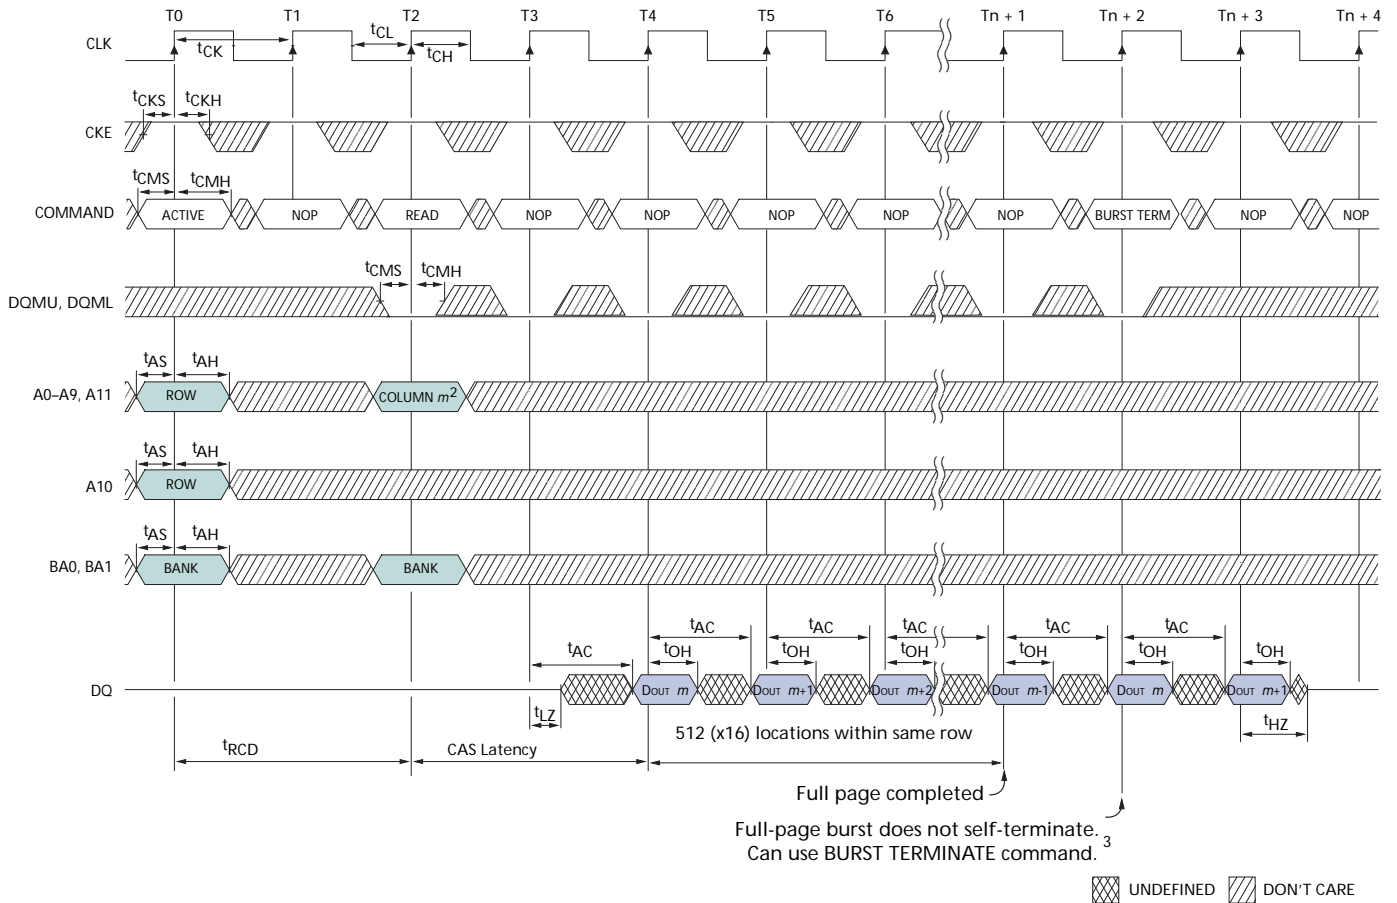 T0 T1 T2 T3 T4 T5 T6 Tn + 1 Tn + 2 Tn + 3 Tn + 4
CLK
tCK tCL tCH
tCKS tCKH
CKE
tCMS tCMH
COMMAND ACTIVE NOP READ NOP NOP NOP NOP NOP BURST TERM NOP NOP
tCMS tCMH
DQMU, DQML
tAS tAH
A0–A9, A11 ROW COLUMN m2
tAS tAH
A10 ROW
tAS tAH
BA0, BA1 BANK BANK
tAC tAC tAC tAC tAC tAC
tOH tOH tOH tOH tOH tOH
DQ DOUT m DOUT m+1 DOUT m+2 DOUT m-1 DOUT m DOUT m+1
tLZ tHZ
512 (x16) locations within same row
tRCD CAS Latency
Full page completed
Full-page burst does not self-terminate. 3
Can use BURST TERMINATE command.
UNDEFINED DON'T CARE